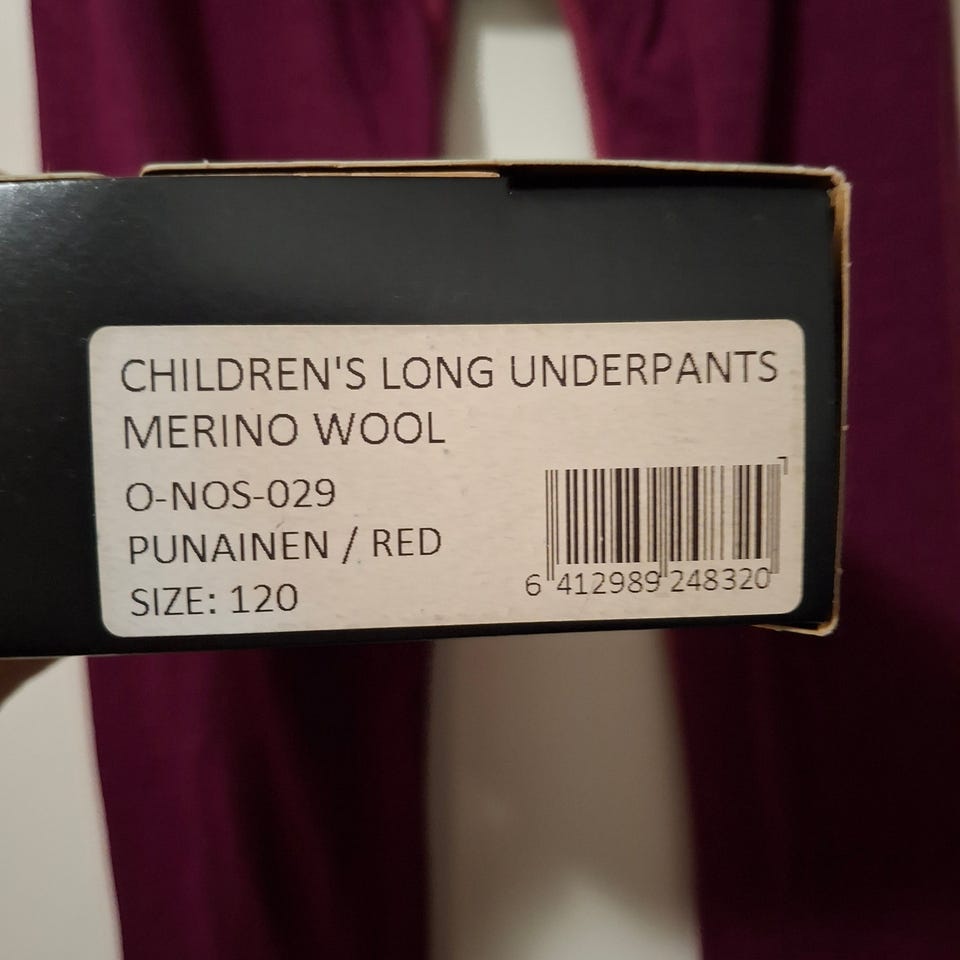 CHILDREN'S LONG UNDERPANTS
MERINO WOOL
O-NOS-029
PUNAINEN / RED
SIZE: 120
6 412989 248320